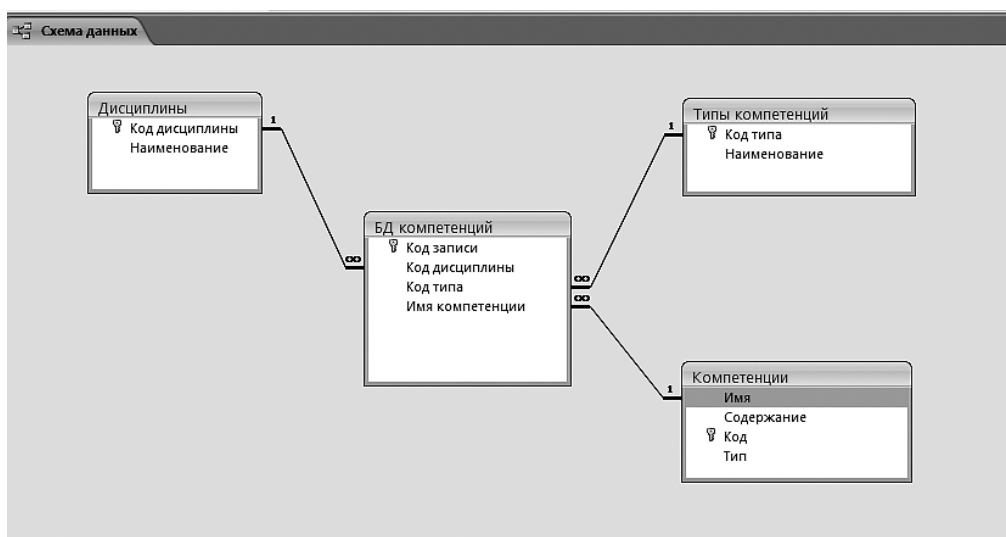 Схема данных
Дисциплины
Код дисциплины
Наименование
1
Типы компетенций
Код типа
Наименование
1
БД компетенций
Код записи
Код дисциплины
Код типа
Имя компетенции
∞
∞
∞
Компетенции
Имя
Содержание
Код
Тип
1